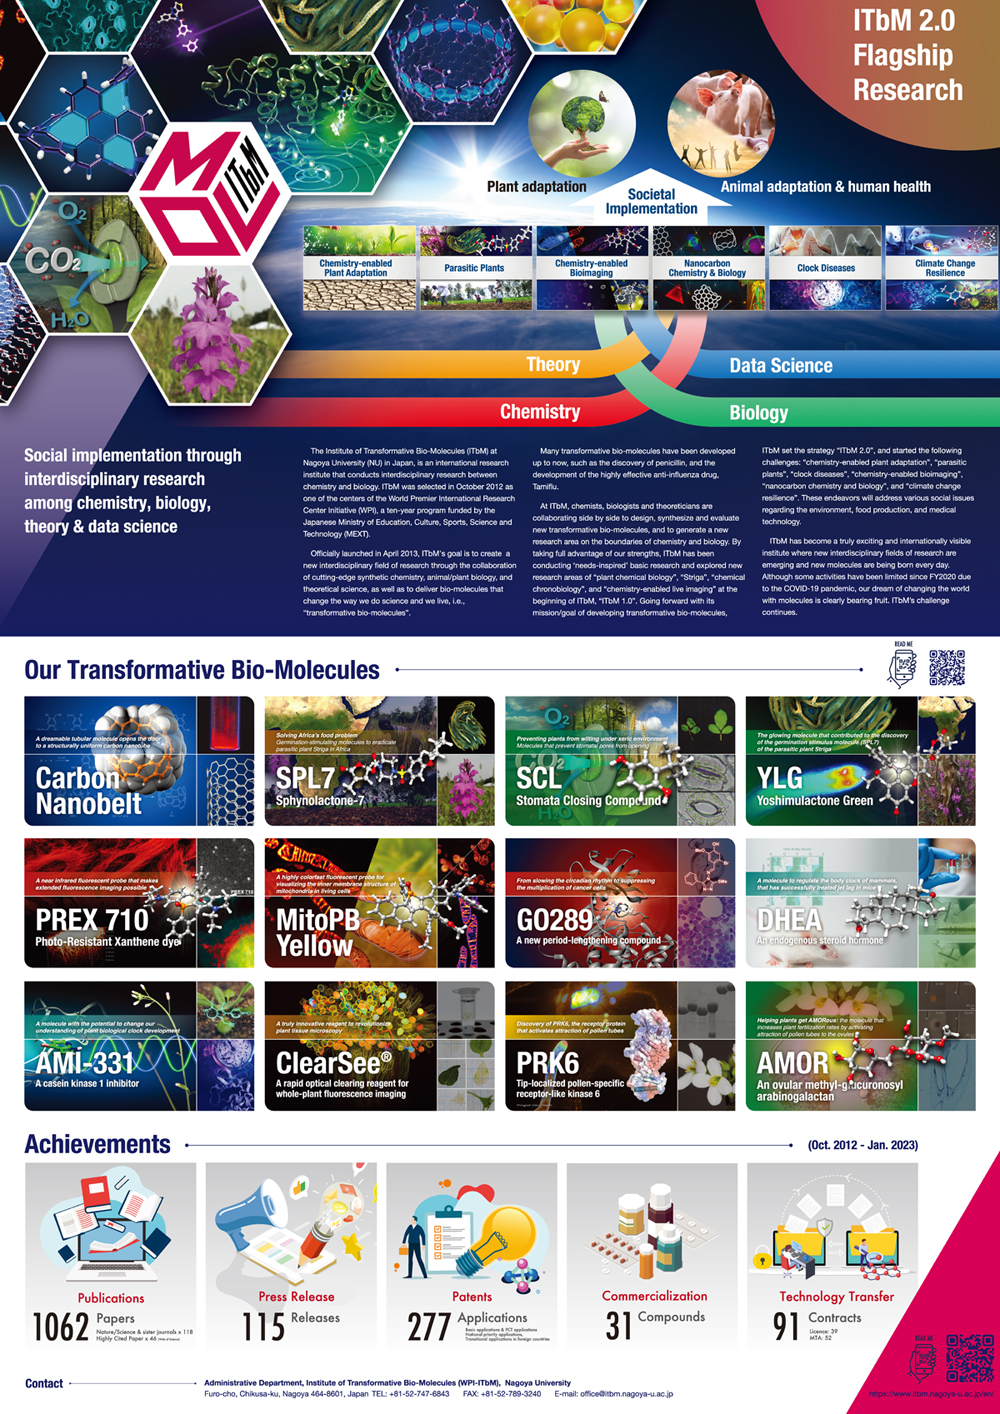 ITbM 2.0
Flagship
Research
MOL
ITbM
O2
CO2
H2O
Plant adaptation
Animal adaptation & human health
Societal
Implementation
Chemistry-enabled
Plant Adaptation
Parasitic Plants
Chemistry-enabled
Bioimaging
Nanocarbon
Chemistry & Biology
Clock Diseases
Climate Change
Resilience
Theory
Data Science
Chemistry
Biology
Social implementation through
interdisciplinary research
among chemistry, biology,
theory & data science
The Institute of Transformative Bio-Molecules (ITbM) at
Nagoya University (NU) in Japan, is an international research
institute that conducts interdisciplinary research between
chemistry and biology. ITbM was selected in October 2012 as
one of the centers of the World Premier International Research
Center Initiative (WPI), a ten-year program funded by the
Japanese Ministry of Education, Culture, Sports, Science and
Technology (MEXT).
Officially launched in April 2013, ITbM's goal is to create a
new interdisciplinary field of research through the collaboration
of cutting-edge synthetic chemistry, animal/plant biology, and
theoretical science, as well as to deliver bio-molecules that
change the way we do science and we live, i.e.,
"transformative bio-molecules".
Many transformative bio-molecules have been developed
up to now, such as the discovery of penicillin, and the
development of the highly effective anti-influenza drug,
Tamiflu.
At ITbM, chemists, biologists and theoreticians are
collaborating side by side to design, synthesize and evaluate
new transformative bio-molecules, and to generate a new
research area on the boundaries of chemistry and biology. By
taking full advantage of our strengths, ITbM has been
conducting 'needs-inspired' basic research and explored new
research areas of "plant chemical biology", "Striga", "chemical
chronobiology", and "chemistry-enabled live imaging" at the
beginning of ITbM, "ITbM 1.0". Going forward with its
mission/goal of developing transformative bio-molecules,
ITbM set the strategy "ITbM 2.0", and started the following
challenges: "chemistry-enabled plant adaptation", "parasitic
plants", "clock diseases", "chemistry-enabled bioimaging",
"nanocarbon chemistry and biology", and "climate change
resilience". These endeavors will address various social issues
regarding the environment, food production, and medical
technology.
ITbM has become a truly exciting and internationally visible
institute where new interdisciplinary fields of research are
emerging and new molecules are being born every day.
Although some activities have been limited since FY2020 due
to the COVID-19 pandemic, our dream of changing the world
with molecules is clearly bearing fruit. ITbM's challenge
continues.
Our Transformative Bio-Molecules
READ ME
A dreamable tubular molecule opens the door
to a structurally uniform carbon nanotube
Carbon
Nanobelt
Solving Africa's food problem
Germination-stimulating molecules to eradicate
parasitic plant Striga in Africa
SPL7
Sphynolactone-7
O2
CO2
H2O
Preventing plants from wilting under xeric environment
Molecules that prevent stomatal pores from opening
SCL
Stomata Closing Compound
The glowing molecule that contributed to the discovery
of the germination stimulus molecule (SPL7)
of the parasitic plant Striga
YLG
Yoshimulactone Green
A near infrared fluorescent probe that makes
extended fluorescence imaging possible
PREX 710
PREX 710
Photo-Resistant Xanthene dye
A highly colorfast fluorescent probe for
visualizing the inner membrane structure of
mitochondria in living cells
MitoPB
Yellow
From slowing the circadian rhythm to suppressing
the multiplication of cancer cells
GO289
A new period-lengthening compound
A molecule to regulate the body clock of mammals,
that has successfully treated jet lag in mice
DHEA
An endogenous steroid hormone
A molecule with the potential to change our
understanding of plant biological clock development
AMI-331
A casein kinase 1 inhibitor
A truly innovative reagent to revolutionize
plant tissue microscopy
ClearSee®
A rapid optical clearing reagent for
whole-plant fluorescence imaging
Discovery of PRK6, the receptor protein
that activates attraction of pollen tubes
PRK6
Tip-localized pollen-specific
receptor-like kinase 6
Helping plants get AMORous: the molecule that
increases plant fertilization rates by activating
attraction of pollen tubes to the ovules
AMOR
An ovular methyl-glucuronosyl
arabinogalactan
Achievements
(Oct. 2012 - Jan. 2023)
Publications
1062 Papers
Nature/Science & sister journals x 118
Highly Cited Paper x 46 (Web of Science)
Press Release
115 Releases
Patents
277 Applications
Basic applications & PCT applications
National priority applications,
Transitional applications in foreign countries
Commercialization
31 Compounds
Technology Transfer
91 Contracts
Licence: 39
MTA: 52
READ ME
https://www.itbm.nagoya-u.ac.jp/en/
Contact
Administrative Department, Institute of Transformative Bio-Molecules (WPI-ITbM), Nagoya University
Furo-cho, Chikusa-ku, Nagoya 464-8601, Japan TEL: +81-52-747-6843 FAX: +81-52-789-3240 E-mail: office@itbm.nagoya-u.ac.jp